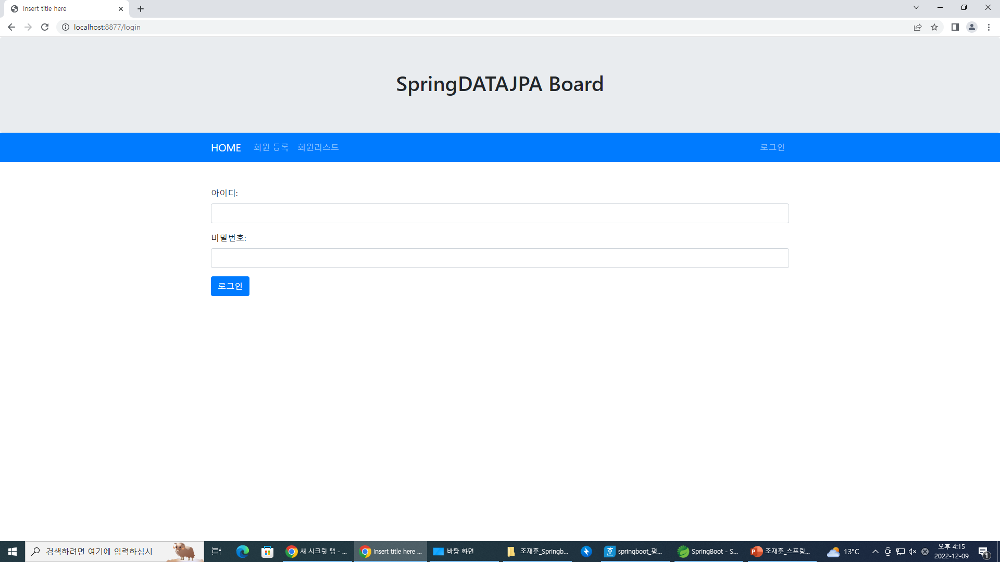 Insert title here
localhost:8877/login
SpringDATAJPA Board
HOME 회원 등록 회원리스트 로그인
아이디:
비밀번호:
로그인
검색하려면 여기에 입력하십시
새 시크릿 탭 - ...
Insert title here ...
바탕 화면
조재훈_Springb...
springboot_평...
SpringBoot - S...
조재훈_스프링...
13°C
오후 4:15
2022-12-09
1